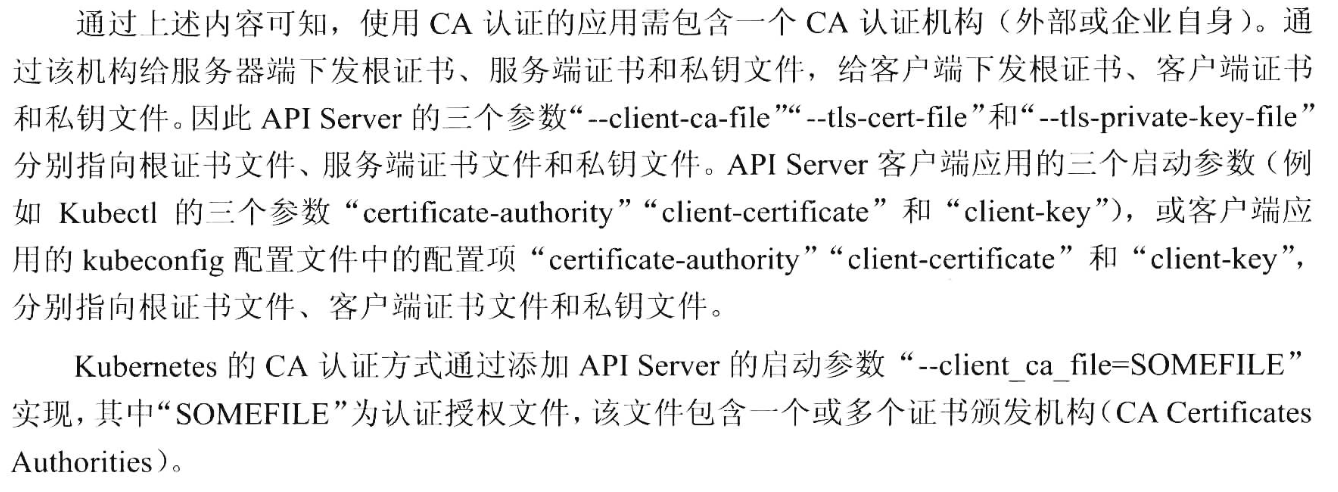 通过上述内容可知，使用 CA 认证的应用需包含一个 CA 认证机构（外部或企业自身）。通
过该机构给服务器端下发根证书、服务端证书和私钥文件，给客户端下发根证书、客户端证书
和私钥文件。因此 API Server 的三个参数“--client-ca-file”“--tls-cert-file”和“--tls-private-key-file”
分别指向根证书文件、服务端证书文件和私钥文件。API Server 客户端应用的三个启动参数（例
如 Kubectl 的三个参数“certificate-authority”“client-certificate”和“client-key”），或客户端应
用的 kubeconfig 配置文件中的配置项“certificate-authority”“client-certificate”和“client-key”，
分别指向根证书文件、客户端证书文件和私钥文件。
Kubernetes 的 CA 认证方式通过添加 API Server 的启动参数“--client_ca_file=SOMEFILE”
实现，其中“SOMEFILE”为认证授权文件，该文件包含一个或多个证书颁发机构（CA Certificates
Authorities）。